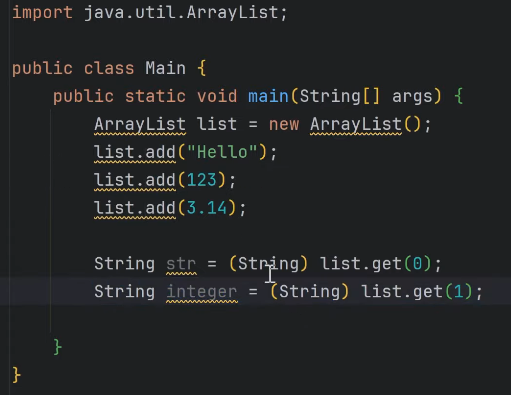 import java.util.ArrayList;
public class Main {
public static void main(String[] args) {
ArrayList list = new ArrayList();
list.add("Hello");
list.add(123);
list.add(3.14);
String str = (String) list.get(0);
String integer = (String) list.get(1);
}
}